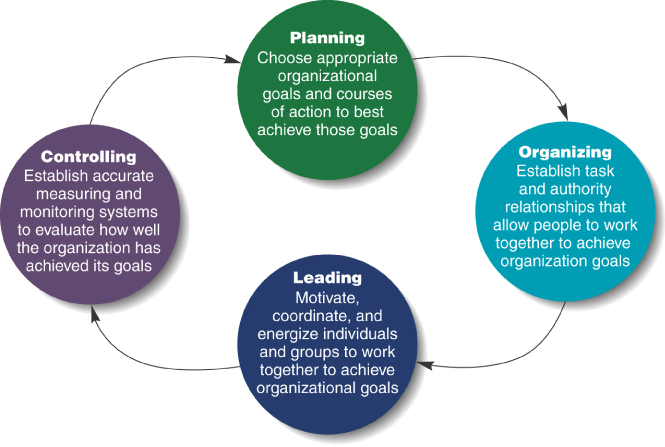 Planning
Choose appropriate
organizational
goals and courses
of action to best
achieve those goals
Organizing
Establish task
and authority
relationships that
allow people to work
together to achieve
organization goals
Leading
Motivate,
coordinate, and
energize individuals
and groups to work
together to achieve
organizational goals
Controlling
Establish accurate
measuring and
monitoring systems
to evaluate how well
the organization has
achieved its goals